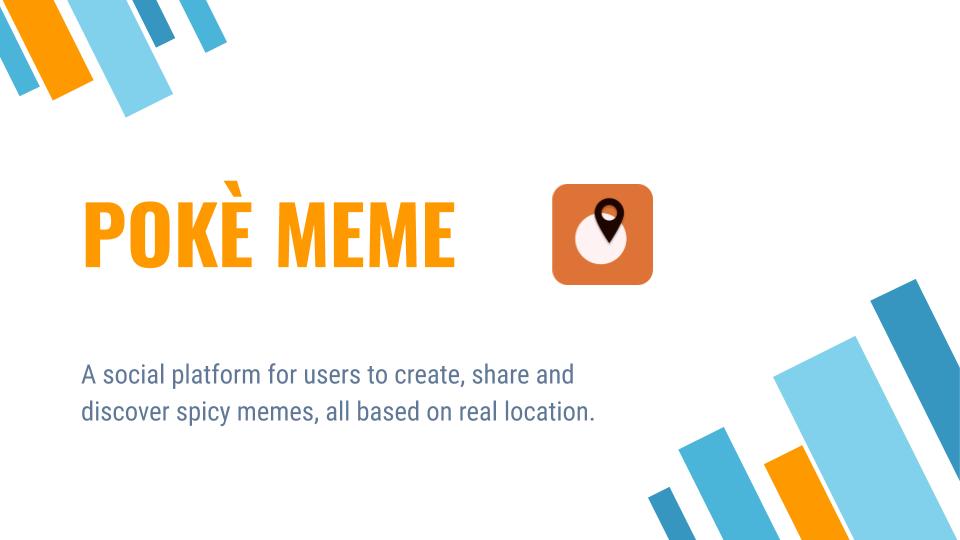 POKÈ MEME
A social platform for users to create, share and
discover spicy memes, all based on real location.